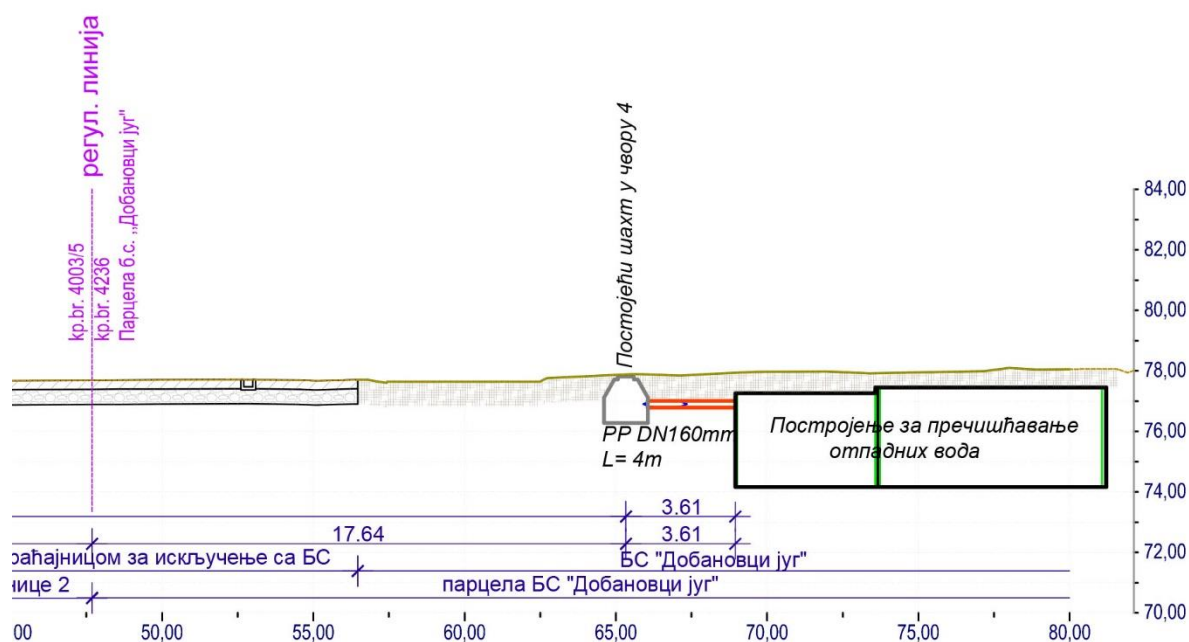 регул. линија
kp.br. 4003/5
kp.br. 4236
Парцела б.с. „Добановци југ"
Постојећи шахт у чвору 4
84,00
82,00
80,00
78,00
76,00
74,00
72,00
70,00
PP DN160mm
L= 4m
Постројење за пречишћавање
отпадних вода
3.61
17.64
3.61
раћајницом за искључење са БС
БС "Добановци југ"
нице 2
парцела БС "Добановци југ"
00
50,00
55,00
60,00
65,00
70,00
75,00
80,00